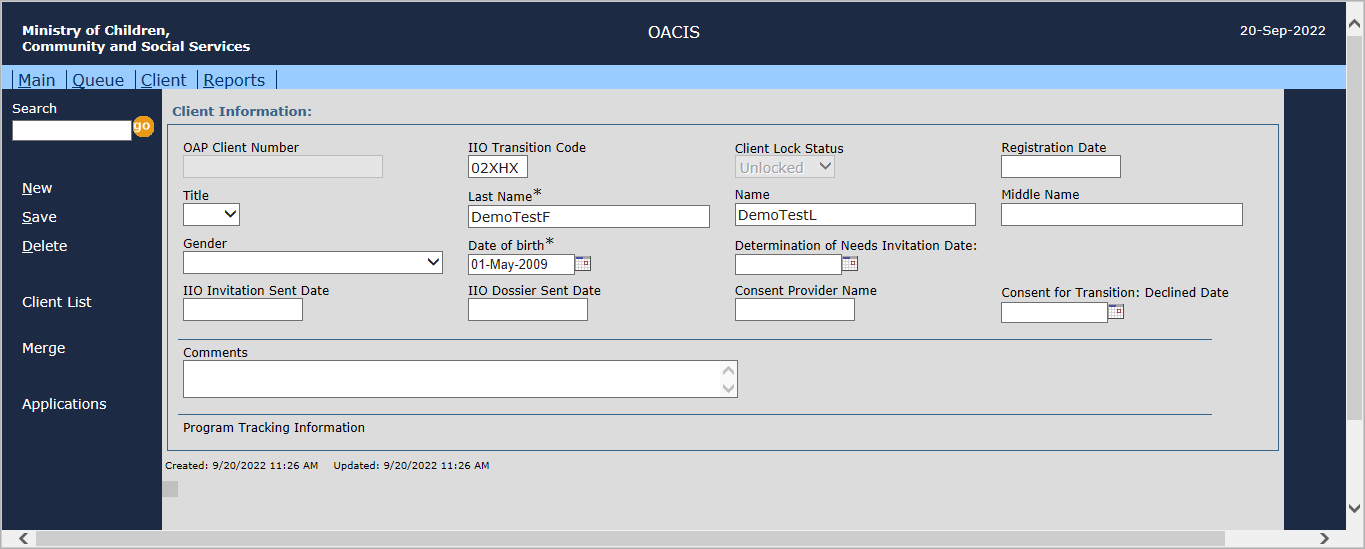 Ministry of Children,
Community and Social Services
OACIS
20-Sep-2022
Main Queue Client Reports
Search
go
New
Save
Delete
Client List
Merge
Applications
Client Information:
OAP Client Number IIO Transition Code Client Lock Status Registration Date
02XHX Unlocked
Title Last Name* Name Middle Name
DemoTestF DemoTestL
Gender Date of birth* Determination of Needs Invitation Date:
01-May-2009
IIO Invitation Sent Date IIO Dossier Sent Date Consent Provider Name Consent for Transition: Declined Date
Comments
Program Tracking Information
Created: 9/20/2022 11:26 AM Updated: 9/20/2022 11:26 AM